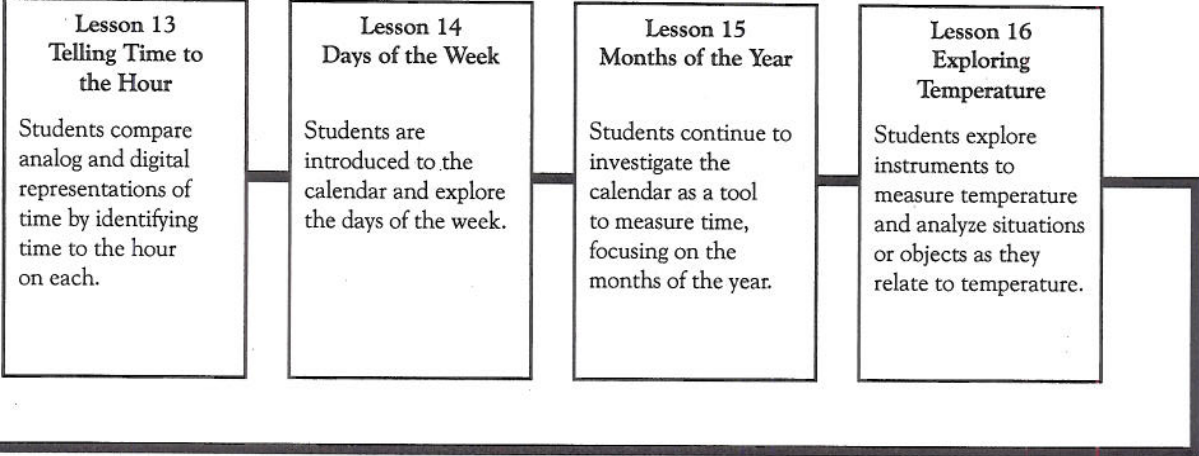 Lesson 13
Telling Time to
the Hour
Students compare
analog and digital
representations of
time by identifying
time to the hour
on each.
Lesson 14
Days of the Week
Students are
introduced to the
calendar and explore
the days of the week.
Lesson 15
Months of the Year
Students continue to
investigate the
calendar as a tool
to measure time,
focusing on the
months of the year.
Lesson 16
Exploring
Temperature
Students explore
instruments to
measure temperature
and analyze situations
or objects as they
relate to temperature.